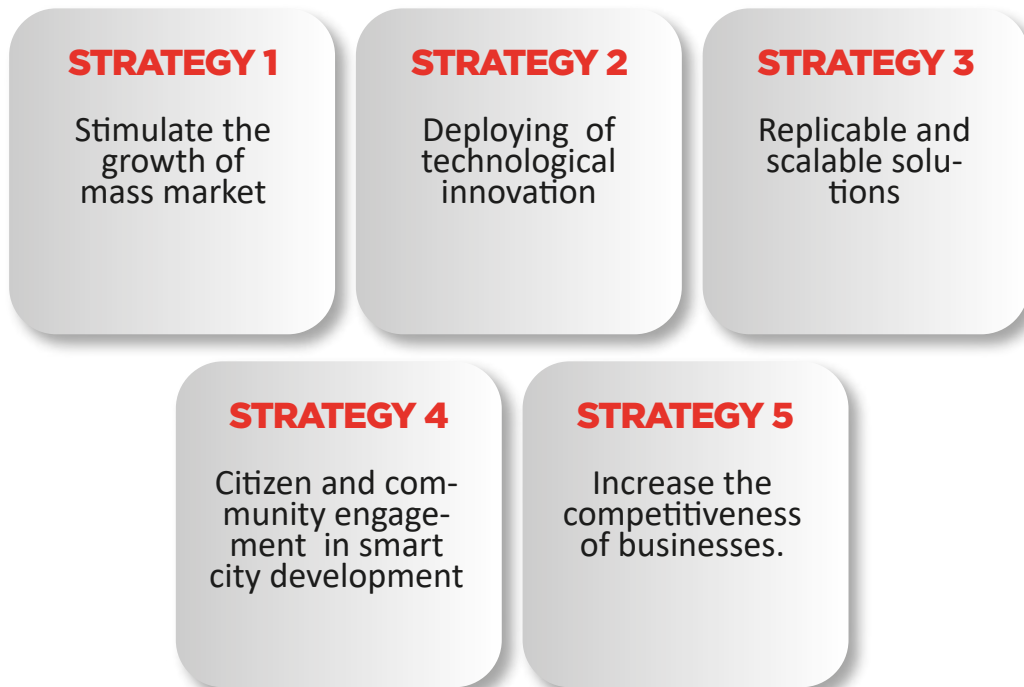 STRATEGY 1
Stimulate the
growth of
mass market
STRATEGY 2
Deploying  of
technological
innovation
STRATEGY 3
Replicable and
scalable solu-
tions
STRATEGY 4
Citizen and com-
munity engage-
ment  in smart
city development
STRATEGY 5
Increase the
competitiveness
of businesses.